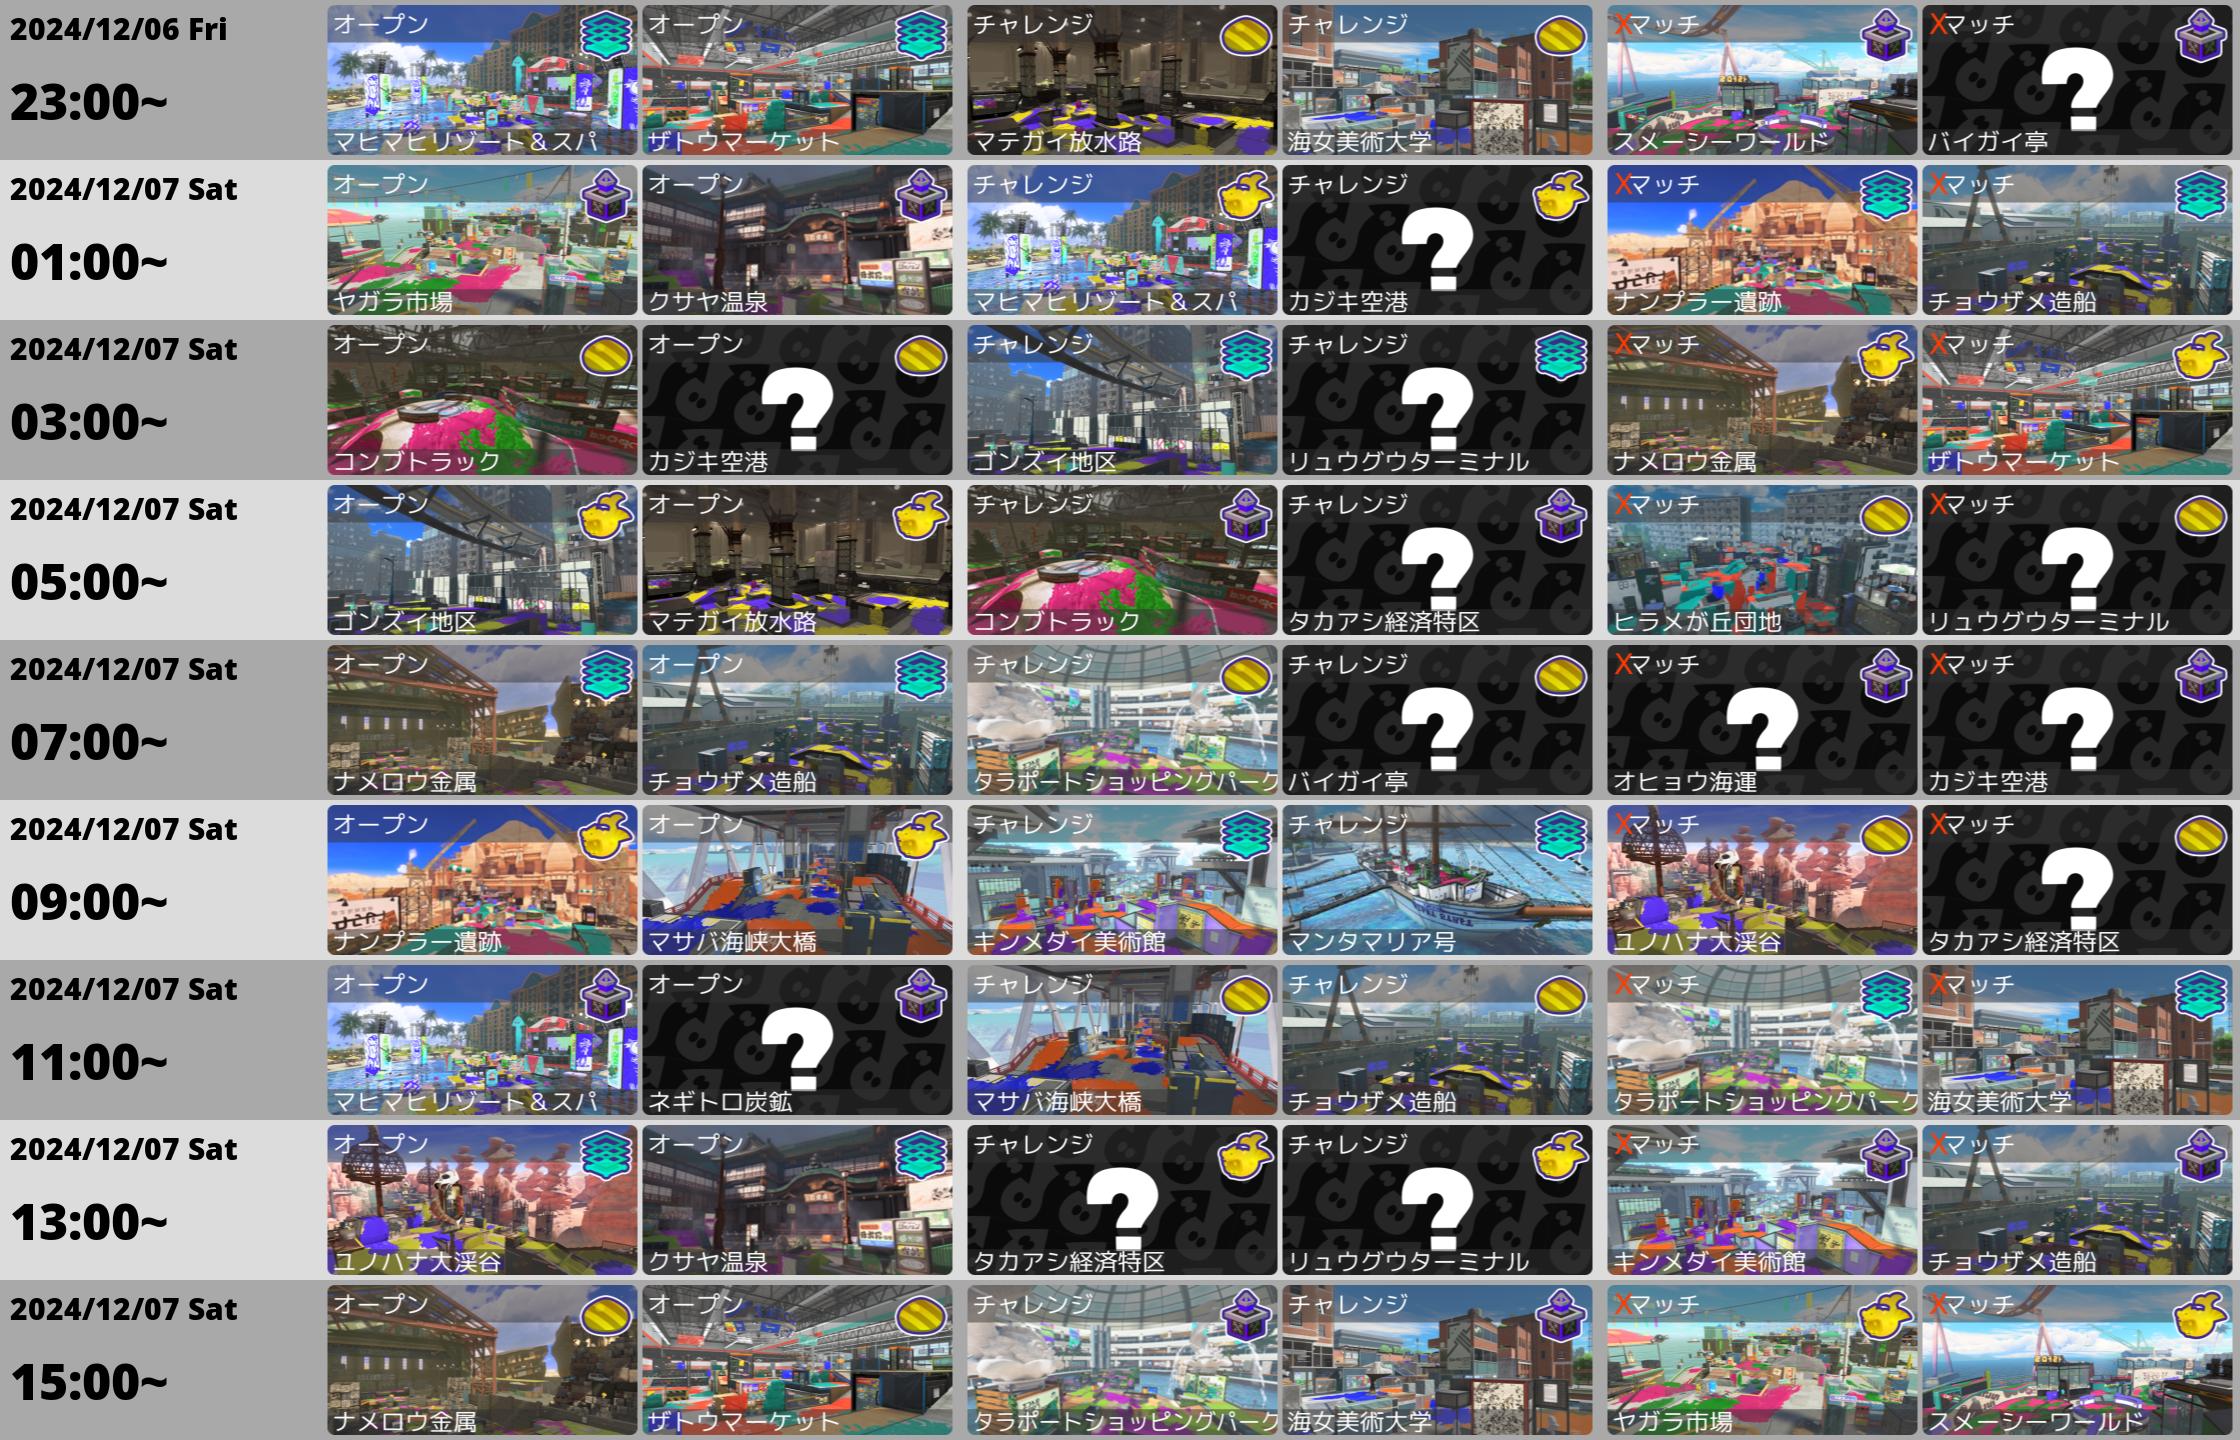 2024/12/06 Fri
23:00~
オープン
マヒマヒリゾート＆スパ
オープン
ザトウマーケット
チャレンジ
マテガイ放水路
チャレンジ
海女美術大学
Xマッチ
スメーシーワールド
Xマッチ
バイガイ亭
2024/12/07 Sat
01:00~
オープン
ヤガラ市場
オープン
クサヤ温泉
チャレンジ
マヒマヒリゾート＆スパ
チャレンジ
カジキ空港
Xマッチ
ナンプラー遺跡
Xマッチ
チョウザメ造船
2024/12/07 Sat
03:00~
オープン
コンブトラック
オープン
カジキ空港
チャレンジ
ゴンズイ地区
チャレンジ
リュウグウターミナル
Xマッチ
ナメロウ金属
Xマッチ
ザトウマーケット
2024/12/07 Sat
05:00~
オープン
ゴンズイ地区
オープン
マテガイ放水路
チャレンジ
コンブトラック
チャレンジ
タカアシ経済特区
Xマッチ
ヒラメが丘団地
Xマッチ
リュウグウターミナル
2024/12/07 Sat
07:00~
オープン
ナメロウ金属
オープン
チョウザメ造船
チャレンジ
タラポートショッピングパーク
チャレンジ
バイガイ亭
Xマッチ
オヒョウ海運
Xマッチ
カジキ空港
2024/12/07 Sat
09:00~
オープン
ナンプラー遺跡
オープン
マサバ海峡大橋
チャレンジ
キンメダイ美術館
チャレンジ
マンタマリア号
Xマッチ
ユノハナ大渓谷
Xマッチ
タカアシ経済特区
2024/12/07 Sat
11:00~
オープン
マヒマヒリゾート＆スパ
オープン
ネギトロ炭鉱
チャレンジ
マサバ海峡大橋
チャレンジ
チョウザメ造船
Xマッチ
タラポートショッピングパーク
Xマッチ
海女美術大学
2024/12/07 Sat
13:00~
オープン
ユノハナ大渓谷
オープン
クサヤ温泉
チャレンジ
タカアシ経済特区
チャレンジ
リュウグウターミナル
Xマッチ
キンメダイ美術館
Xマッチ
チョウザメ造船
2024/12/07 Sat
15:00~
オープン
ナメロウ金属
オープン
ザトウマーケット
チャレンジ
タラポートショッピングパーク
チャレンジ
海女美術大学
Xマッチ
ヤガラ市場
Xマッチ
スメーシーワールド